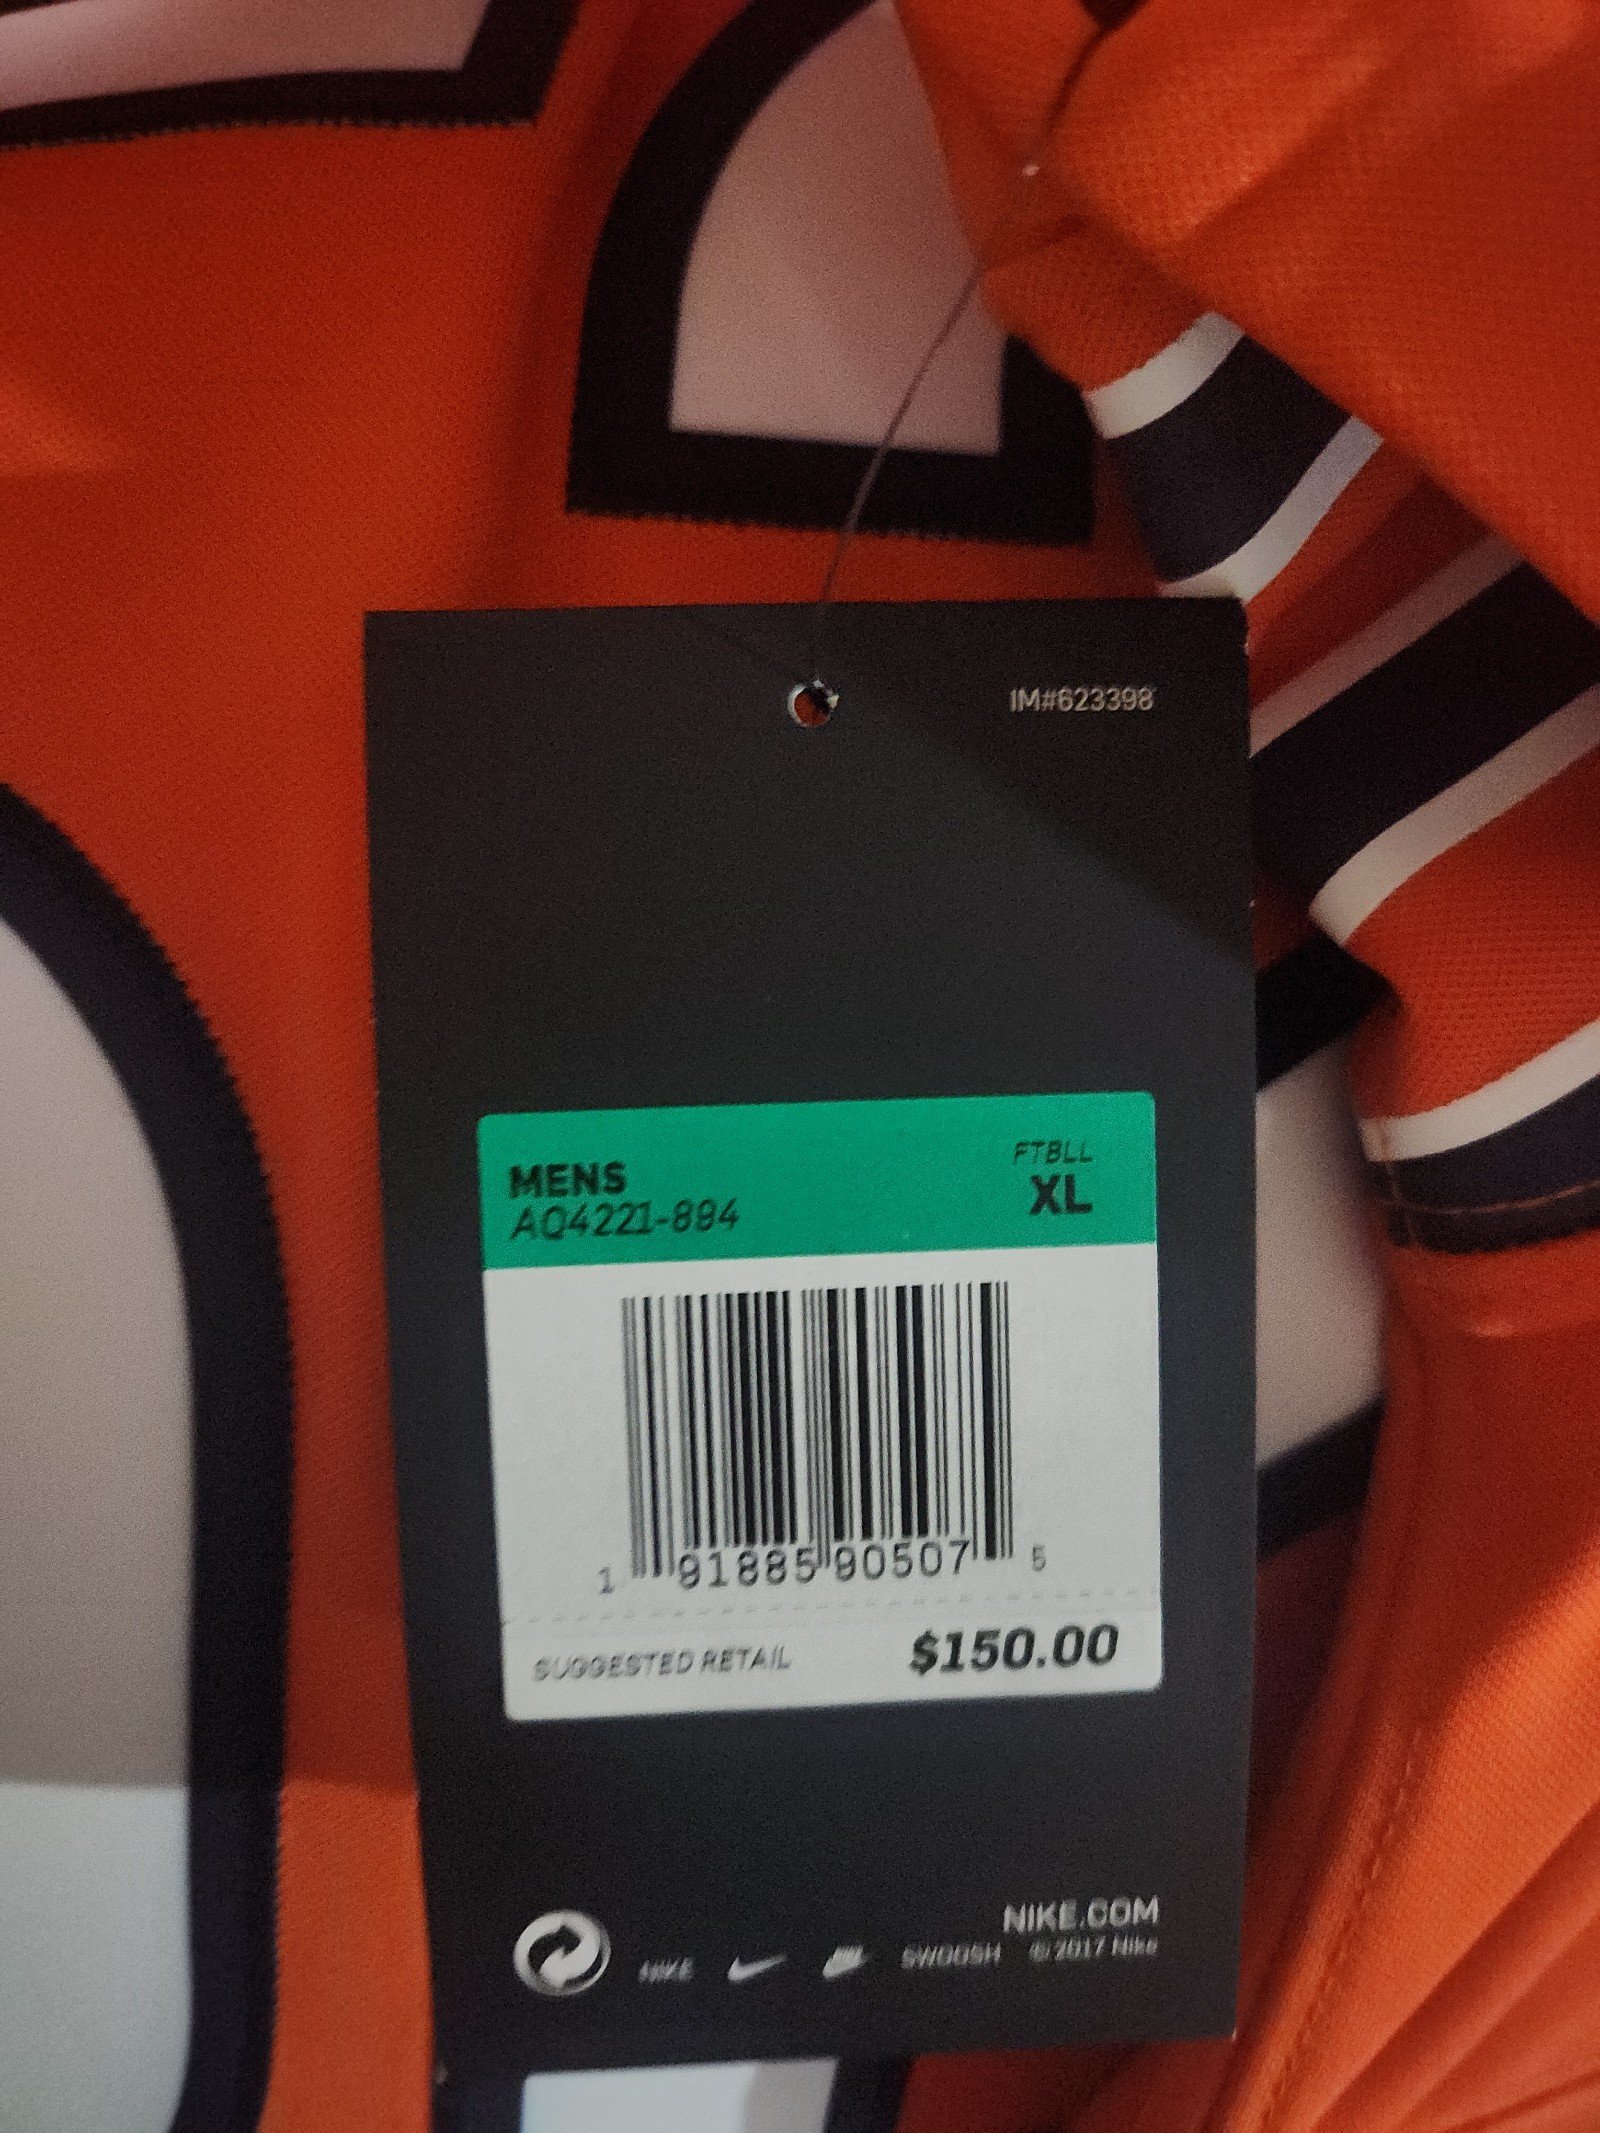 IM#623398
MENS
AQ4221-894
FTBLL
XL
1 91885 90507 5
SUGGESTED RETAIL $150.00
NIKE.COM
NIKE SWOOSH © 2017 Nike